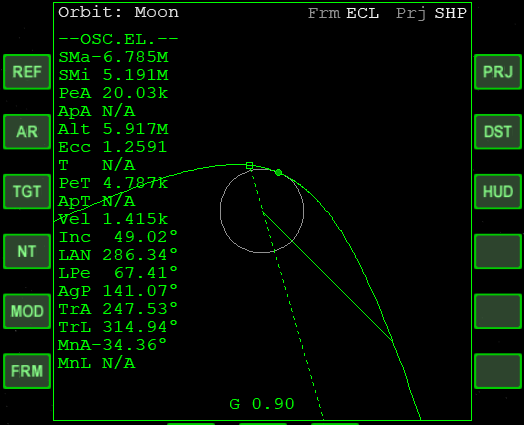 Orbit: Moon Frm ECL Prj SHP
--OSC.EL.--
SMa-6.785M
SMi 5.191M
PeA 20.03k
ApA N/A
Alt 5.917M
Ecc 1.2591
T N/A
PeT 4.787k
ApT N/A
Vel 1.415k
Inc 49.02°
LAN 286.34°
LPe 67.41°
AgP 141.07°
TrA 247.53°
TrL 314.94°
MnA-34.36°
MnL N/A
G 0.90
REF
AR
TGT
NT
MOD
FRM
PRJ
DST
HUD